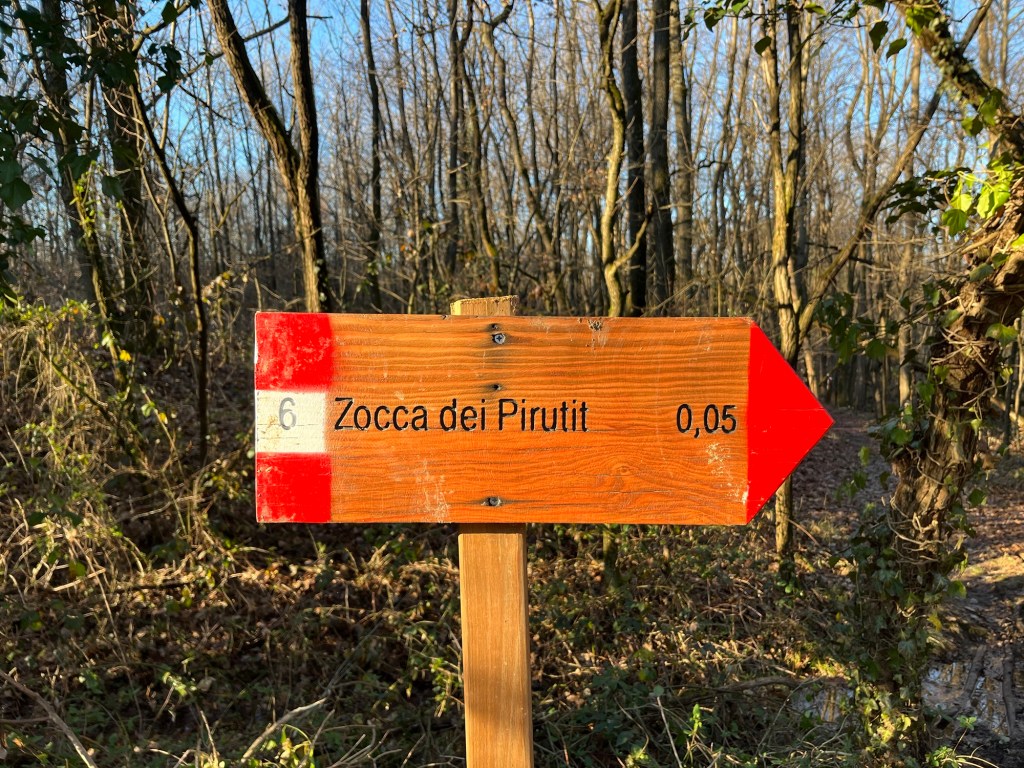 6 Zocca dei Pirutit 0,05